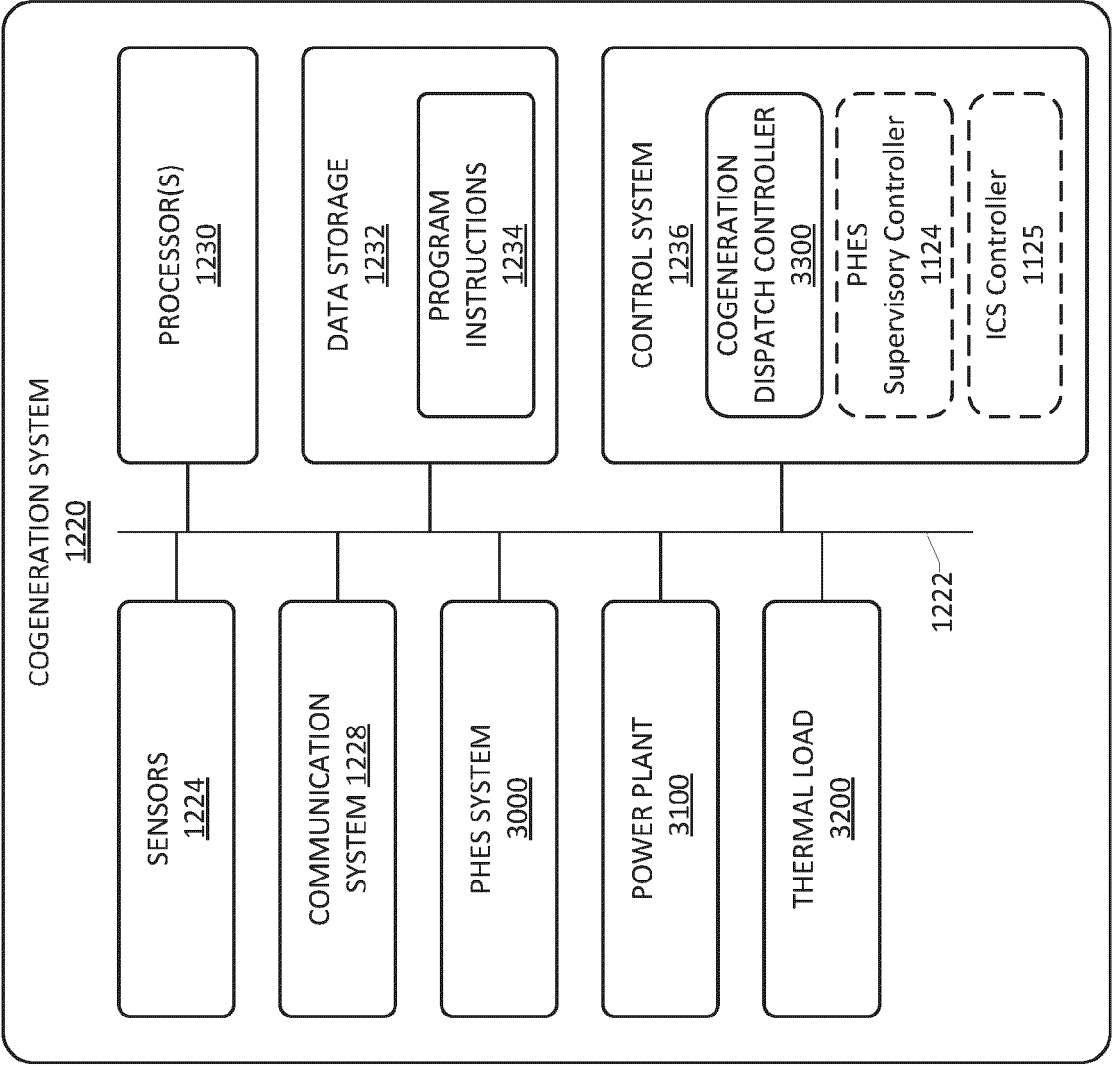 COGENERATION SYSTEM
1220
SENSORS
1224
COMMUNICATION
SYSTEM 1228
PHES SYSTEM
3000
POWER PLANT
3100
THERMAL LOAD
3200
1222
PROCESSOR(S)
1230
DATA STORAGE
1232
PROGRAM
INSTRUCTIONS
1234
CONTROL SYSTEM
1236
COGENERATION
DISPATCH CONTROLLER
3300
PHES
Supervisory Controller
1124
ICS Controller
1125